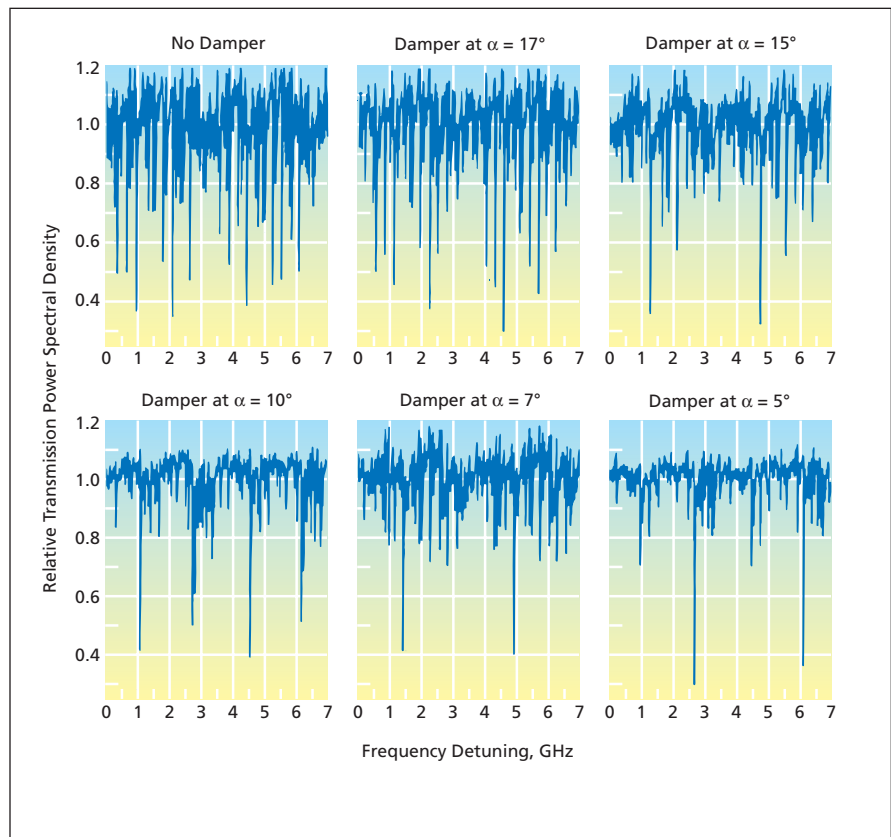 No Damper
Damper at α = 17°
Damper at α = 15°
1.2
1.0
0.8
0.6
0.4
0 1 2 3 4 5 6 7
0 1 2 3 4 5 6 7
0 1 2 3 4 5 6 7
Relative Transmission Power Spectral Density
Damper at α = 10°
Damper at α = 7°
Damper at α = 5°
1.2
1.0
0.8
0.6
0.4
0 1 2 3 4 5 6 7
0 1 2 3 4 5 6 7
0 1 2 3 4 5 6 7
Frequency Detuning, GHz